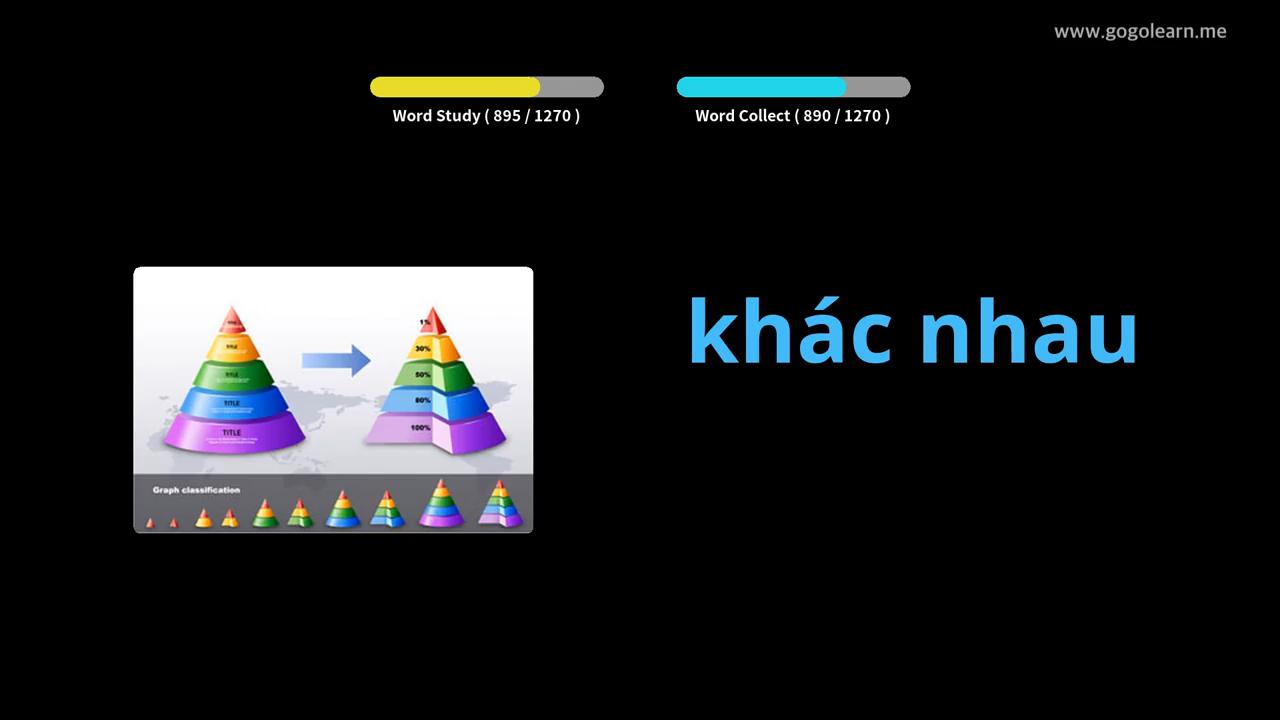 www.gogolearn.me
Word Study ( 895 / 1270 )
Word Collect ( 890 / 1270 )
khác nhau
TITLE
TITLE
TITLE
TITLE
1%
30%
50%
80%
100%
Graph classification